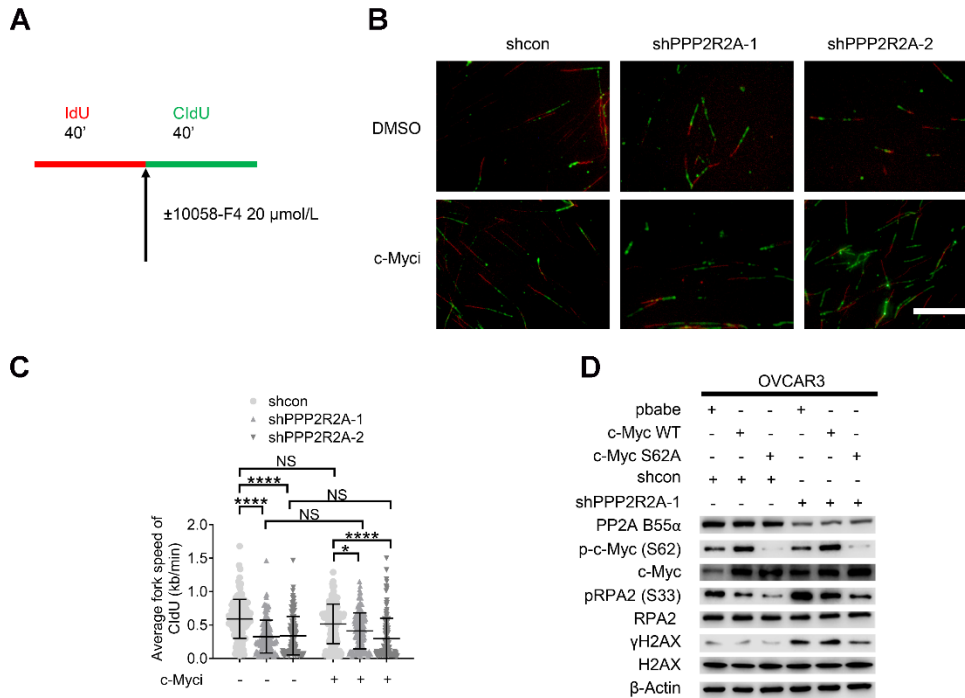 A
IdU CldU
40' 40'
±10058-F4 20 µmol/L
B
shcon shPPP2R2A-1 shPPP2R2A-2
DMSO
c-Myci
C
shcon
shPPP2R2A-1
shPPP2R2A-2
NS
**** NS
**** NS ****
*
Average fork speed of
CldU (kb/min)
2.0
1.5
1.0
0.5
0.0
c-Myci - - - + + +
D
OVCAR3
pbabe + - - + - -
c-Myc WT - + - - + -
c-Myc S62A - - + - - +
shcon + + + - - -
shPPP2R2A-1 - - - + + +
PP2A B55α
p-c-Myc (S62)
c-Myc
pRPA2 (S33)
RPA2
γH2AX
H2AX
β-Actin